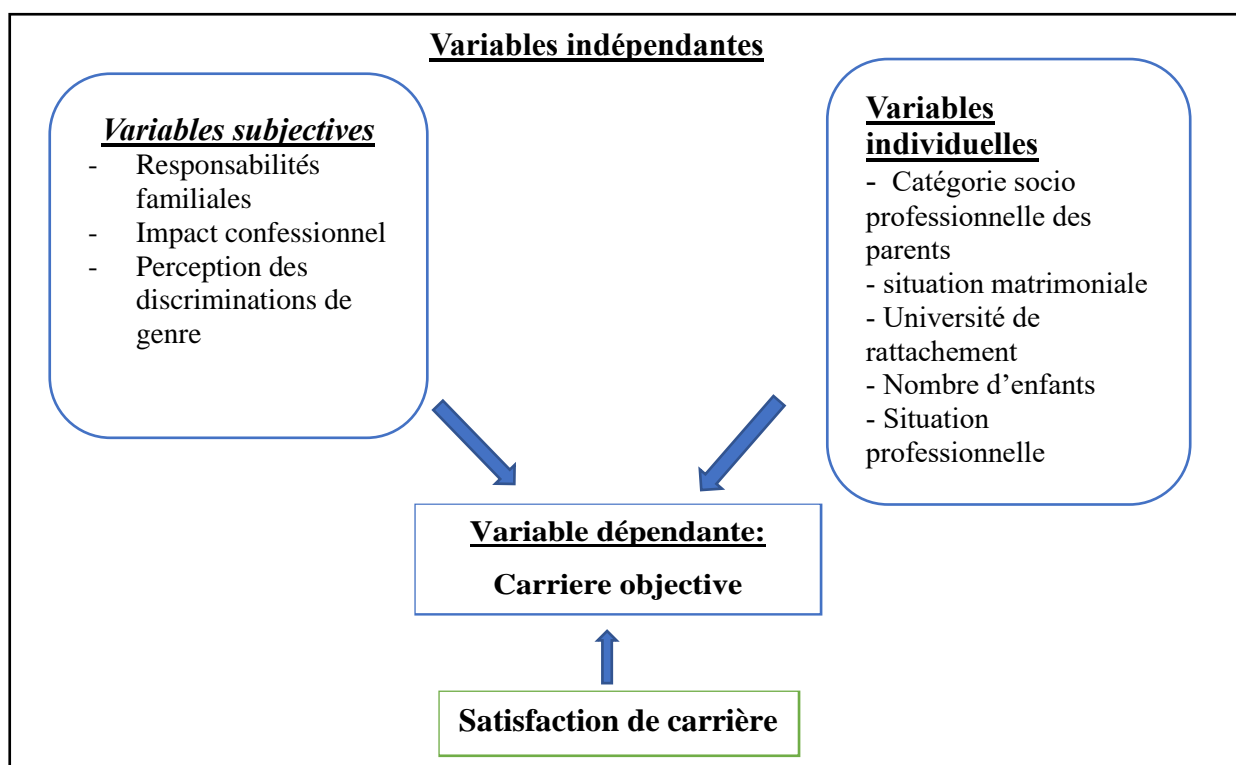 Variables indépendantes
Variables subjectives
- Responsabilités
familiales
- Impact confessionnel
- Perception des
discriminations de
genre
Variables
individuelles
- Catégorie socio
professionnelle des
parents
- situation matrimoniale
- Université de
rattachement
- Nombre d’enfants
- Situation
professionnelle
Variable dépendante:
Carriere objective
Satisfaction de carrière